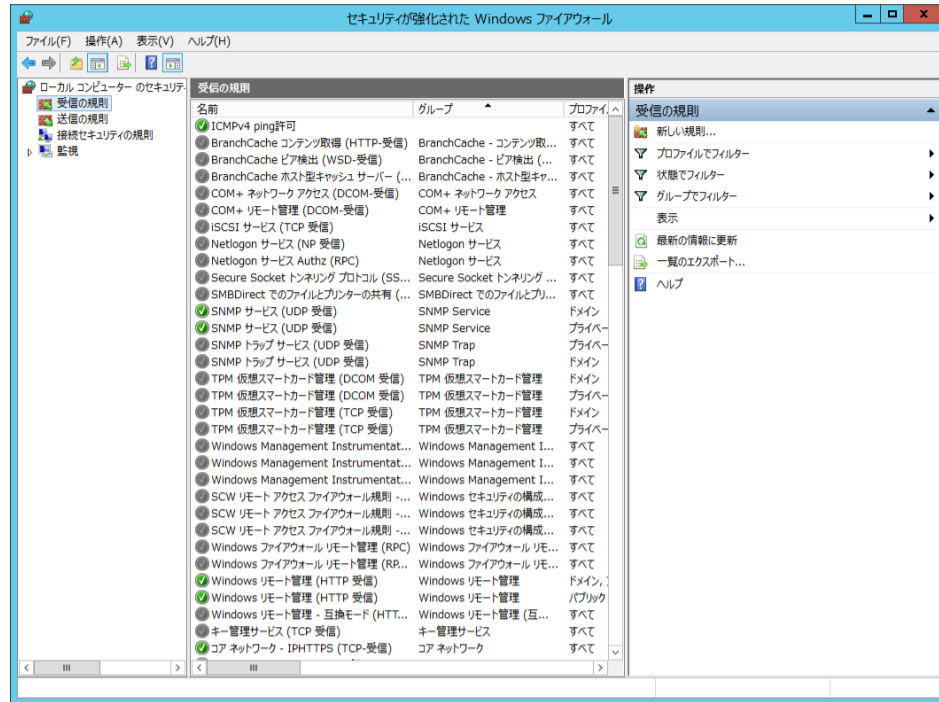 セキュリティが強化された Windows ファイアウォール
ファイル(F) 操作(A) 表示(V) ヘルプ(H)
ローカル コンピューター のセキュリテ
受信の規則
送信の規則
接続セキュリティの規則
監視
受信の規則
名前 グループ プロファイ
ICMPv4 ping許可 すべて
BranchCache コンテンツ取得 (HTTP-受信) BranchCache - コンテンツ取... すべて
BranchCache ピア検出 (WSD-受信) BranchCache - ピア検出 (... すべて
BranchCache ホスト型キャッシュ サーバー (... BranchCache - ホスト型キャ... すべて
COM+ ネットワーク アクセス (DCOM-受信) COM+ ネットワーク アクセス すべて
COM+ リモート管理 (DCOM-受信) COM+ リモート管理 すべて
iSCSI サービス (TCP 受信) iSCSI サービス すべて
Netlogon サービス (NP 受信) Netlogon サービス すべて
Netlogon サービス Authz (RPC) Netlogon サービス すべて
Secure Socket トンネリング プロトコル (SS... Secure Socket トンネリング ... すべて
SMBDirect でのファイルとプリンターの共有 (... SMBDirect でのファイルとプリ... すべて
SNMP サービス (UDP 受信) SNMP Service ドメイン
SNMP サービス (UDP 受信) SNMP Service プライベー
SNMP トラップ サービス (UDP 受信) SNMP Trap プライベー
SNMP トラップ サービス (UDP 受信) SNMP Trap ドメイン
TPM 仮想スマートカード管理 (DCOM 受信) TPM 仮想スマートカード管理 ドメイン
TPM 仮想スマートカード管理 (DCOM 受信) TPM 仮想スマートカード管理 プライベー
TPM 仮想スマートカード管理 (TCP 受信) TPM 仮想スマートカード管理 ドメイン
TPM 仮想スマートカード管理 (TCP 受信) TPM 仮想スマートカード管理 プライベー
Windows Management Instrumentat... Windows Management I... すべて
Windows Management Instrumentat... Windows Management I... すべて
Windows Management Instrumentat... Windows Management I... すべて
SCW リモート アクセス ファイアウォール規則 -... Windows セキュリティの構成... すべて
SCW リモート アクセス ファイアウォール規則 -... Windows セキュリティの構成... すべて
SCW リモート アクセス ファイアウォール規則 -... Windows セキュリティの構成... すべて
Windows ファイアウォール リモート管理 (RPC) Windows ファイアウォール リモ... すべて
Windows ファイアウォール リモート管理 (RP... Windows ファイアウォール リモ... すべて
Windows リモート管理 (HTTP 受信) Windows リモート管理 ドメイン,
Windows リモート管理 (HTTP 受信) Windows リモート管理 パブリック
Windows リモート管理 - 互換モード (HTT... Windows リモート管理 (互... すべて
キー管理サービス (TCP 受信) キー管理サービス すべて
コア ネットワーク - IPHTTPS (TCP-受信) コア ネットワーク すべて
操作
受信の規則
新しい規則...
プロファイルでフィルター
状態でフィルター
グループでフィルター
表示
最新の情報に更新
一覧のエクスポート...
ヘルプ